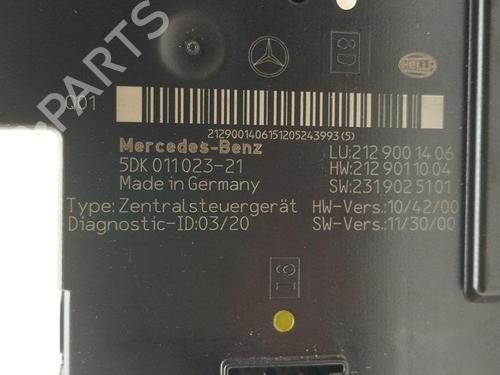 PARTS
8D
HELLA
001
2129001406151205243993(5)
Mercedes-Benz
5DK 011 023-21
Made in Germany
Type: Zentralsteuergerät
Diagnostic-ID:03/20
LU:212 900 14 06
HW:212 901 10 04
SW:231 902 51 01
HW-Vers.:10/42/00
SW-Vers.:11/30/00